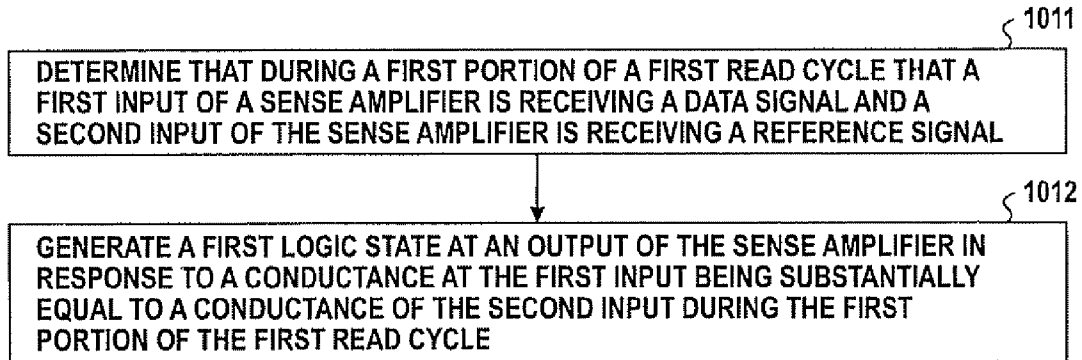 1011
DETERMINE THAT DURING A FIRST PORTION OF A FIRST READ CYCLE THAT A
FIRST INPUT OF A SENSE AMPLIFIER IS RECEIVING A DATA SIGNAL AND A
SECOND INPUT OF THE SENSE AMPLIFIER IS RECEIVING A REFERENCE SIGNAL
1012
GENERATE A FIRST LOGIC STATE AT AN OUTPUT OF THE SENSE AMPLIFIER IN
RESPONSE TO A CONDUCTANCE AT THE FIRST INPUT BEING SUBSTANTIALLY
EQUAL TO A CONDUCTANCE OF THE SECOND INPUT DURING THE FIRST
PORTION OF THE FIRST READ CYCLE